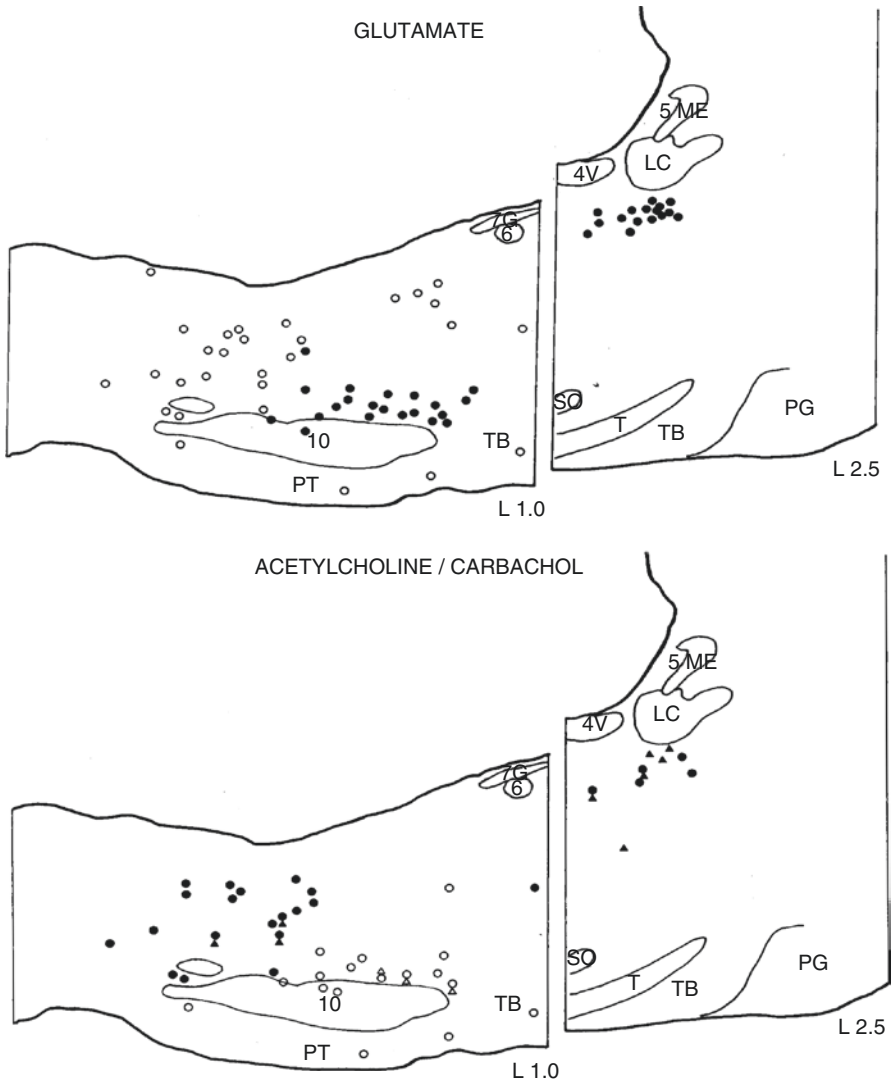 GLUTAMATE
5 ME
LC
4V
7G
6
SO
T
TB
PG
10
TB
PT
L 1.0
L 2.5
ACETYLCHOLINE / CARBACHOL
5 ME
LC
4V
7G
6
SO
T
TB
PG
10
TB
PT
L 1.0
L 2.5